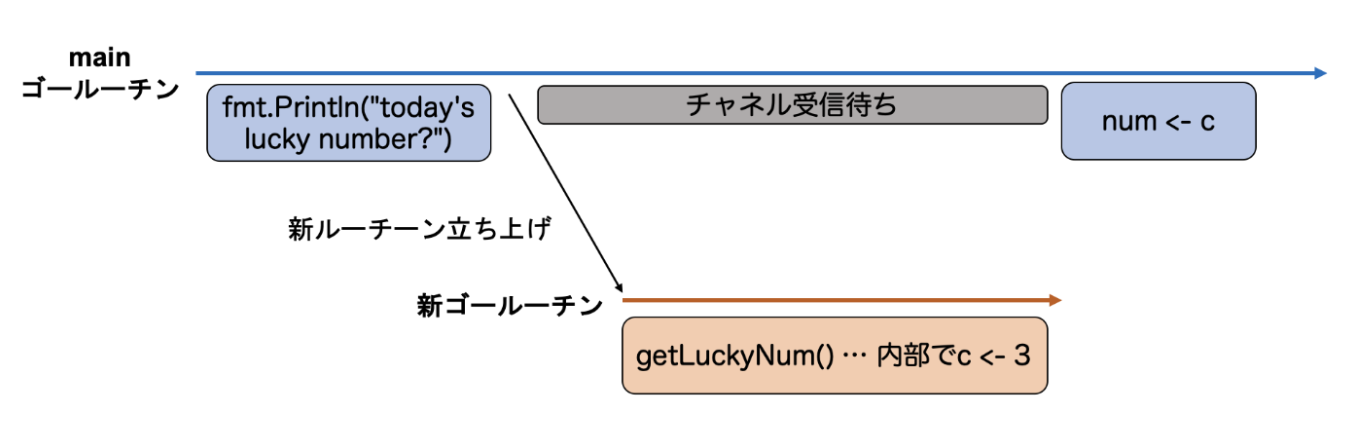 main
ゴールーチン
fmt.Println("today's
lucky number?")
チャネル受信待ち
num <- c
新ルーチーン立ち上げ
新ゴールーチン
getLuckyNum() … 内部でc <- 3